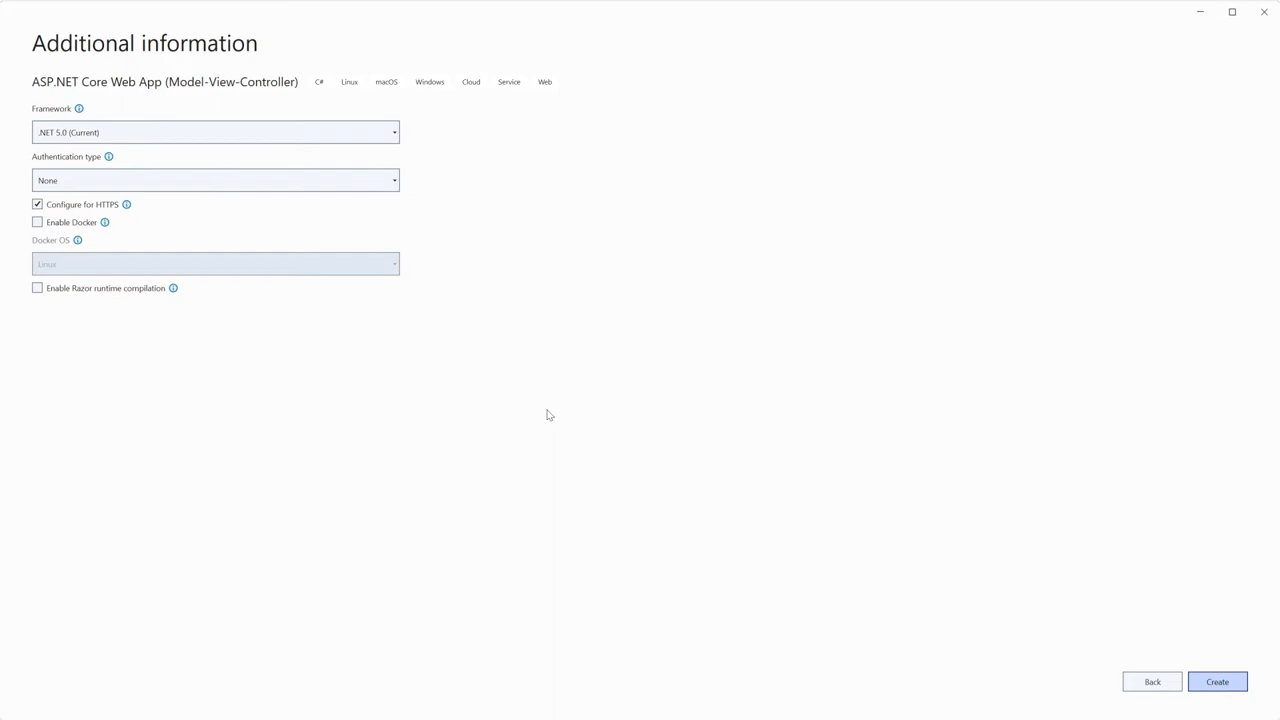 Additional information
ASP.NET Core Web App (Model-View-Controller) C# Linux macOS Windows Cloud Service Web
Framework
.NET 5.0 (Current)
Authentication type
None
Configure for HTTPS
Enable Docker
Docker OS
Linux
Enable Razor runtime compilation
Back Create